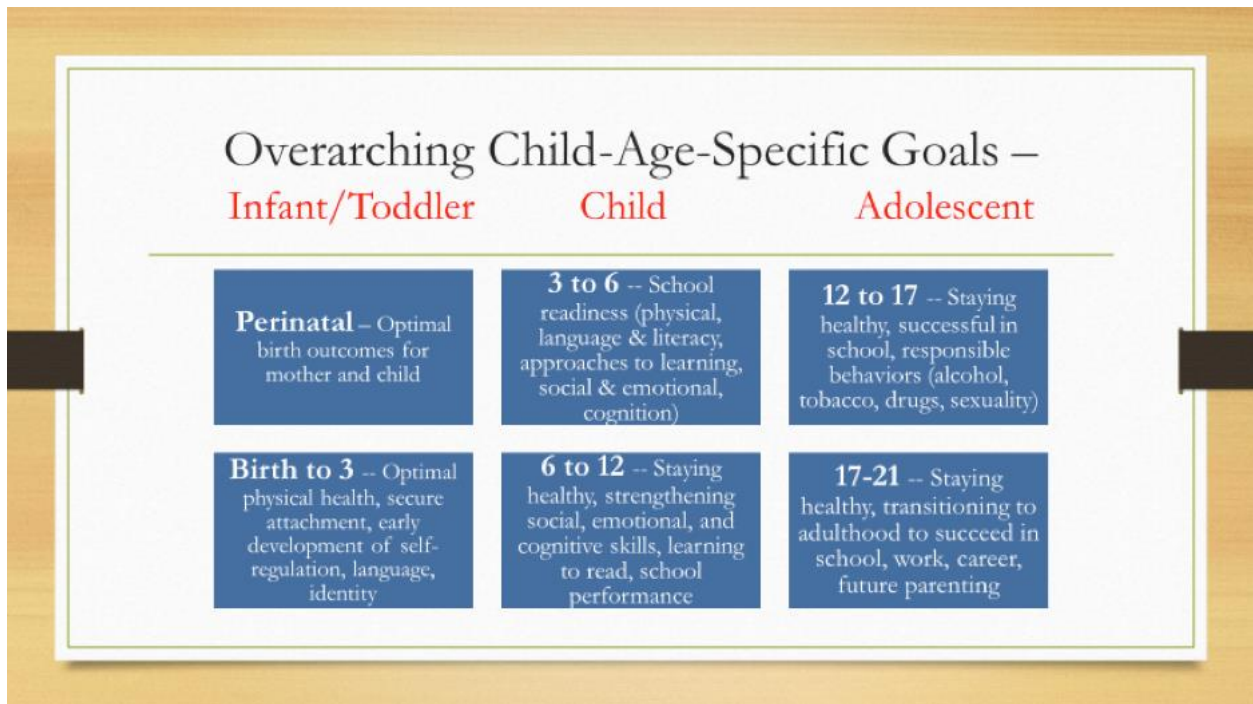 Overarching Child-Age-Specific Goals –
Infant/Toddler Child Adolescent
Perinatal – Optimal
birth outcomes for
mother and child
3 to 6 -- School
readiness (physical,
language & literacy,
approaches to learning,
social & emotional,
cognition)
12 to 17 -- Staying
healthy, successful in
school, responsible
behaviors (alcohol,
tobacco, drugs, sexuality)
Birth to 3 -- Optimal
physical health, secure
attachment, early
development of self-
regulation, language,
identity
6 to 12 -- Staying
healthy, strengthening
social, emotional, and
cognitive skills, learning
to read, school
performance
17-21 -- Staying
healthy, transitioning to
adulthood to succeed in
school, work, career,
future parenting